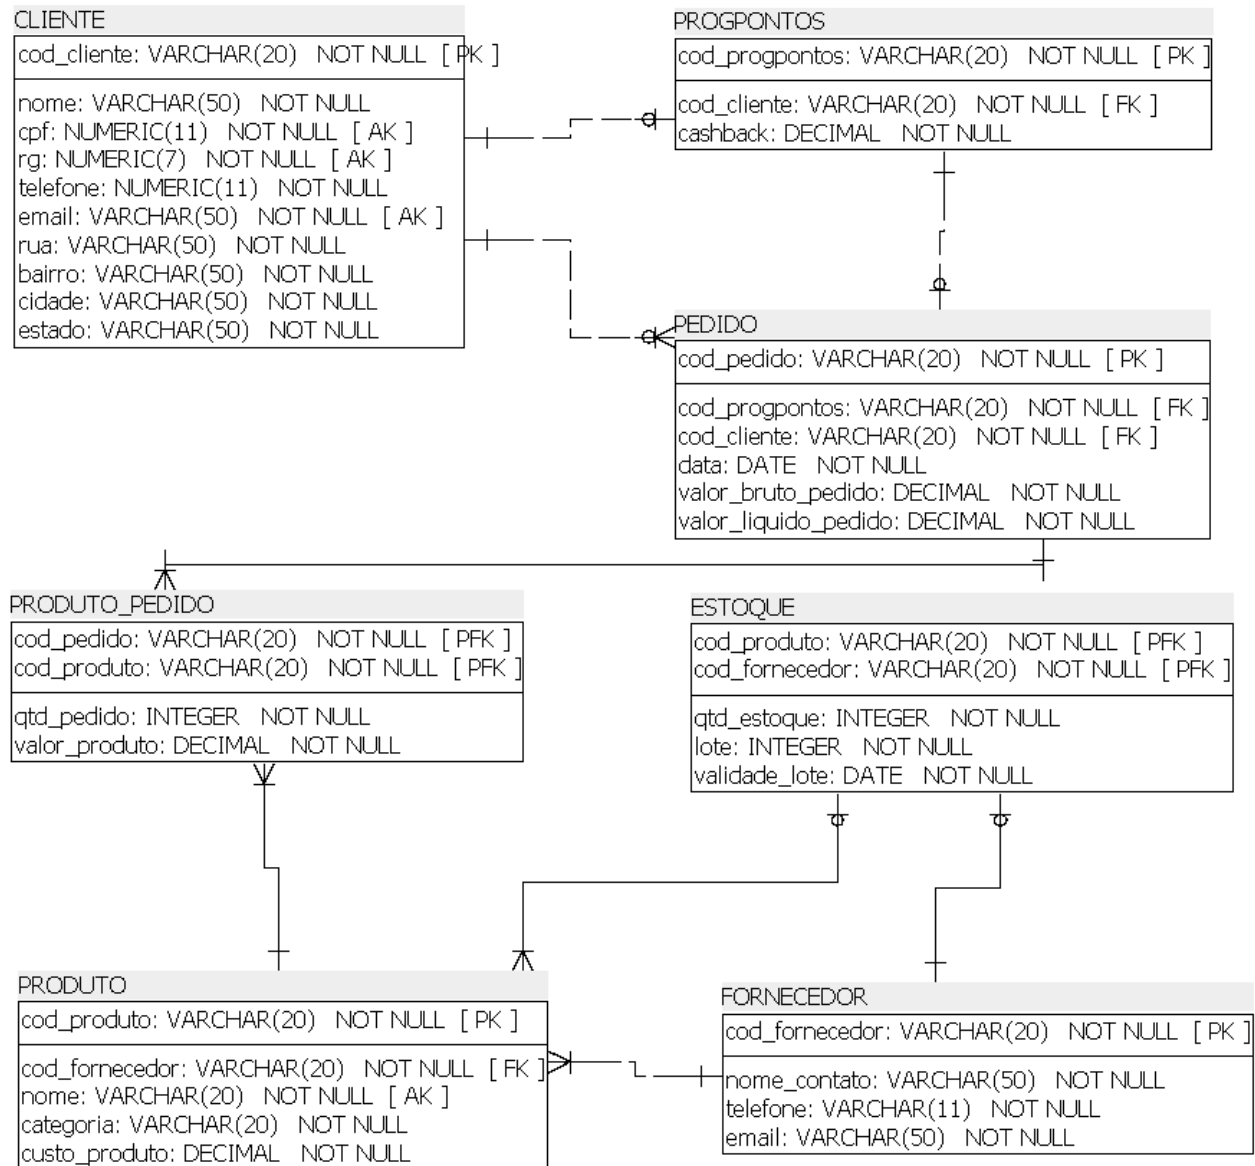 CLIENTE
cod_cliente: VARCHAR(20) NOT NULL [ PK ]
nome: VARCHAR(50) NOT NULL
cpf: NUMERIC(11) NOT NULL [ AK ]
rg: NUMERIC(7) NOT NULL [ AK ]
telefone: NUMERIC(11) NOT NULL
email: VARCHAR(50) NOT NULL [ AK ]
rua: VARCHAR(50) NOT NULL
bairro: VARCHAR(50) NOT NULL
cidade: VARCHAR(50) NOT NULL
estado: VARCHAR(50) NOT NULL
PROGPONTOS
cod_progpontos: VARCHAR(20) NOT NULL [ PK ]
cod_cliente: VARCHAR(20) NOT NULL [ FK ]
cashback: DECIMAL NOT NULL
PEDIDO
cod_pedido: VARCHAR(20) NOT NULL [ PK ]
cod_progpontos: VARCHAR(20) NOT NULL [ FK ]
cod_cliente: VARCHAR(20) NOT NULL [ FK ]
data: DATE NOT NULL
valor_bruto_pedido: DECIMAL NOT NULL
valor_liquido_pedido: DECIMAL NOT NULL
PRODUTO_PEDIDO
cod_pedido: VARCHAR(20) NOT NULL [ PFK ]
cod_produto: VARCHAR(20) NOT NULL [ PFK ]
qtd_pedido: INTEGER NOT NULL
valor_produto: DECIMAL NOT NULL
ESTOQUE
cod_produto: VARCHAR(20) NOT NULL [ PFK ]
cod_fornecedor: VARCHAR(20) NOT NULL [ PFK ]
qtd_estoque: INTEGER NOT NULL
lote: INTEGER NOT NULL
validade_lote: DATE NOT NULL
PRODUTO
cod_produto: VARCHAR(20) NOT NULL [ PK ]
cod_fornecedor: VARCHAR(20) NOT NULL [ FK ]
nome: VARCHAR(20) NOT NULL [ AK ]
categoria: VARCHAR(20) NOT NULL
custo_produto: DECIMAL NOT NULL
FORNECEDOR
cod_fornecedor: VARCHAR(20) NOT NULL [ PK ]
nome_contato: VARCHAR(50) NOT NULL
telefone: VARCHAR(11) NOT NULL
email: VARCHAR(50) NOT NULL